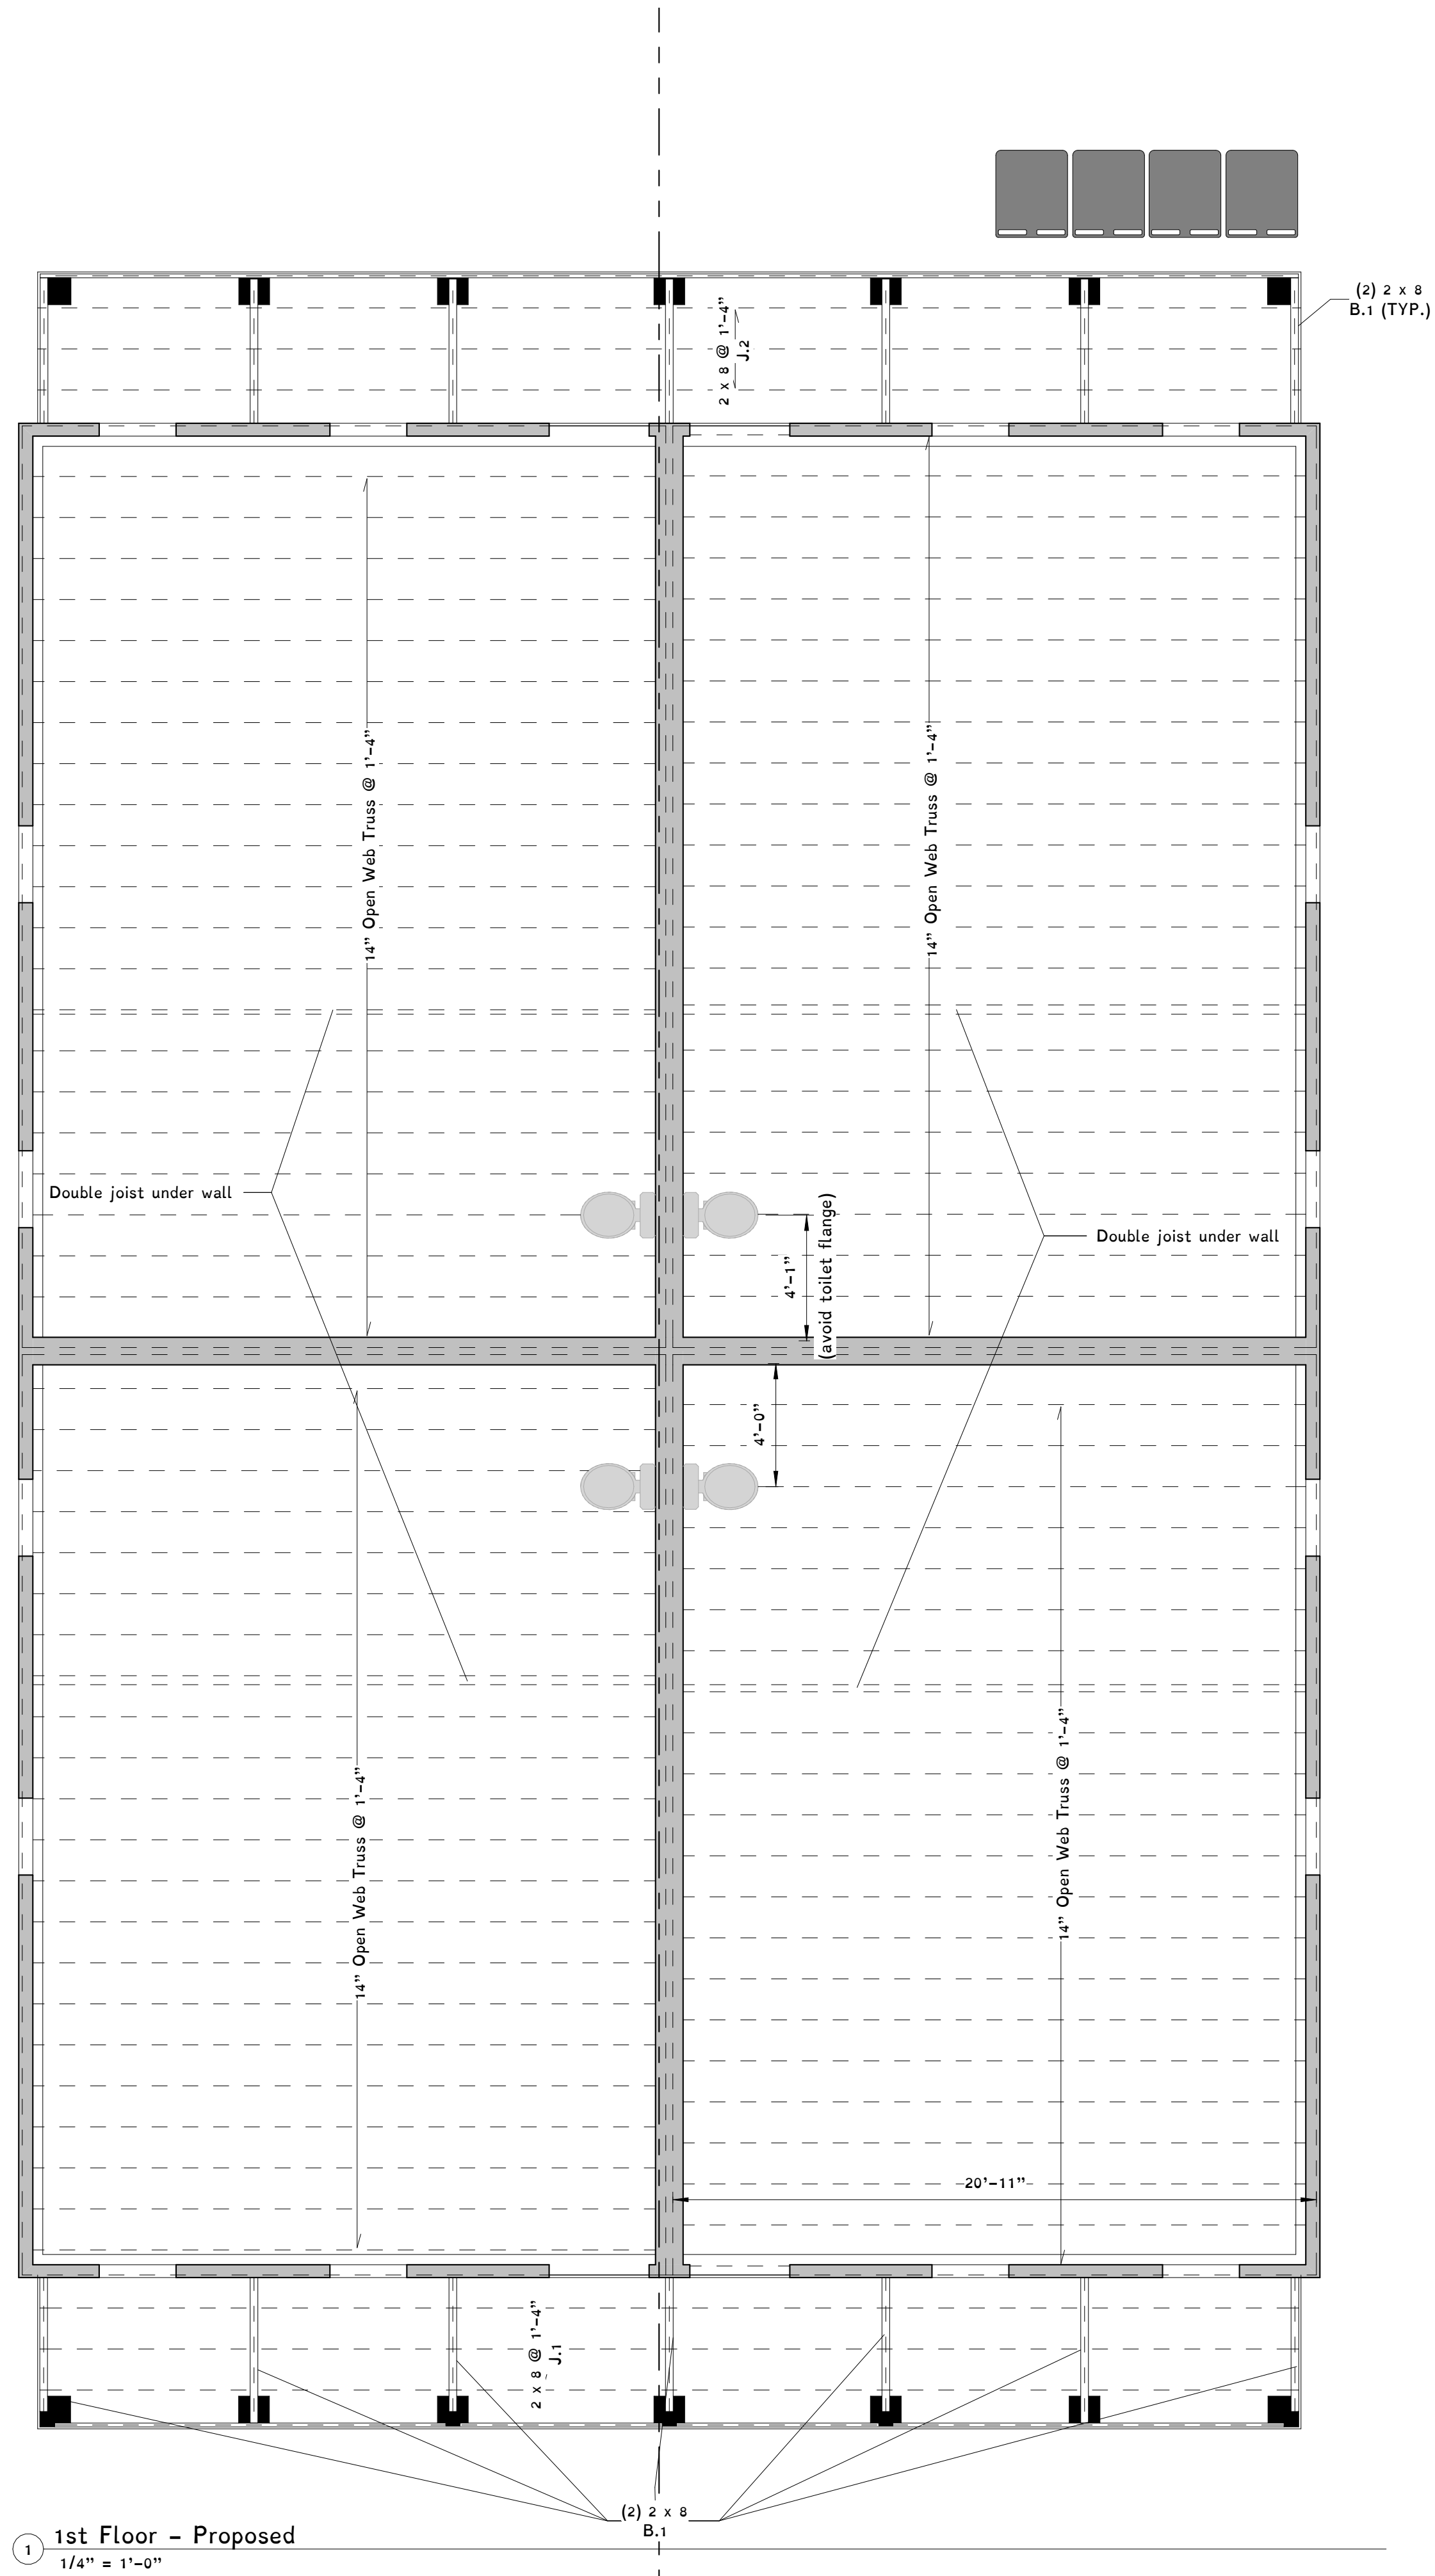 (2) 2 x 8
B.1 (TYP.)
2 x 8 @ 1'-4"
J.2
14" Open Web Truss @ 1'-4"
14" Open Web Truss @ 1'-4"
Double joist under wall
4'-1"
(avoid toilet flange)
Double joist under wall
4'-0"
14" Open Web Truss @ 1'-4"
14" Open Web Truss @ 1'-4"
20'-11"
2 x 8 @ 1'-4"
J.1
(2) 2 x 8
B.1
1
1st Floor - Proposed
1/4" = 1'-0"